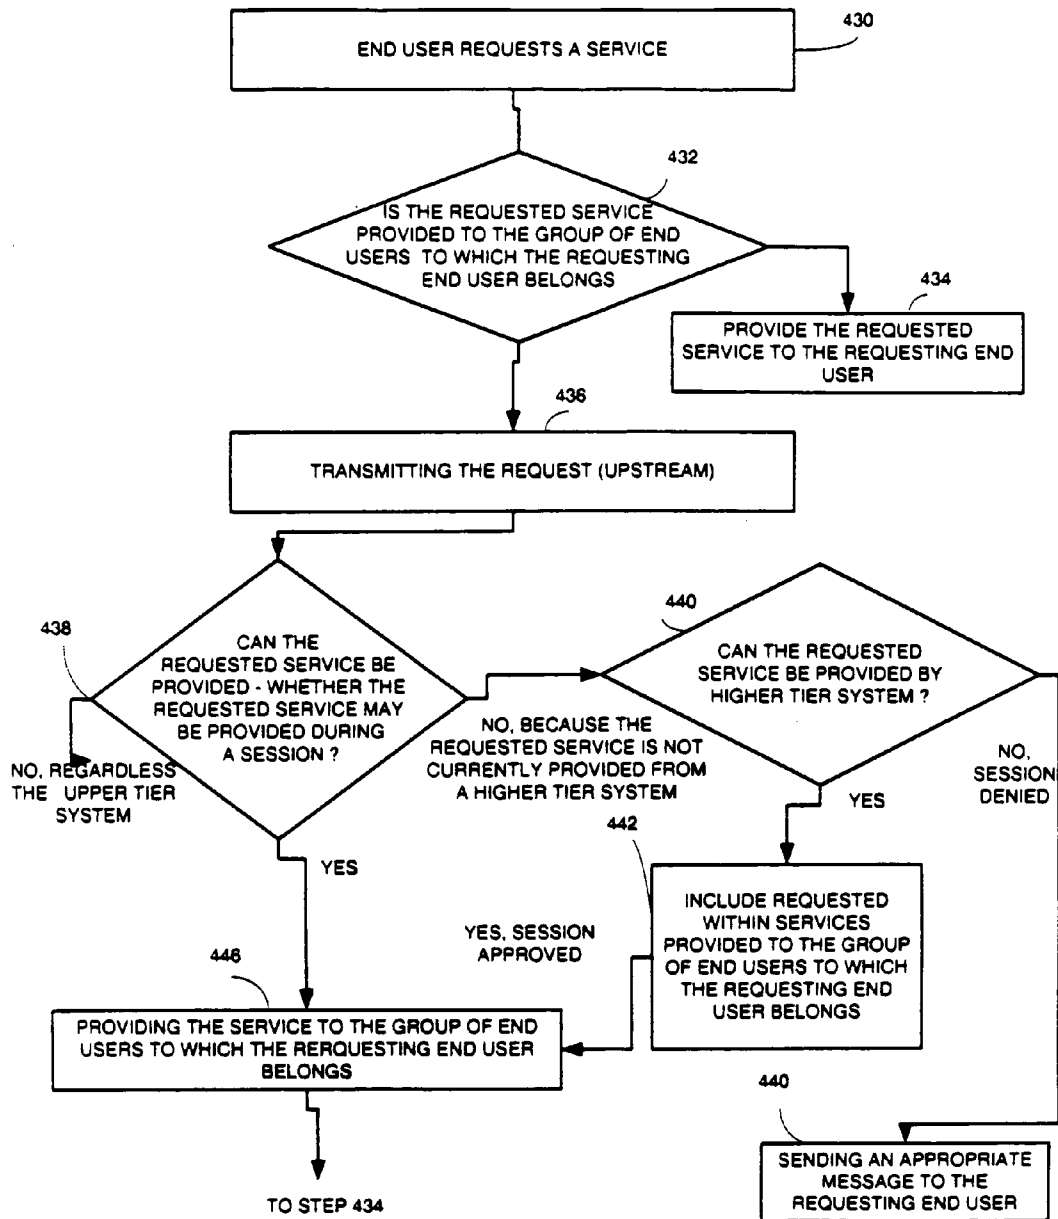 430
END USER REQUESTS A SERVICE
432
IS THE REQUESTED SERVICE
PROVIDED TO THE GROUP OF END
USERS TO WHICH THE REQUESTING
END USER BELONGS
434
PROVIDE THE REQUESTED
SERVICE TO THE REQUESTING END
USER
436
TRANSMITTING THE REQUEST (UPSTREAM)
438
CAN THE
REQUESTED SERVICE BE
PROVIDED - WHETHER THE
REQUESTED SERVICE MAY
BE PROVIDED DURING
A SESSION ?
440
CAN THE REQUESTED
SERVICE BE PROVIDED BY
HIGHER TIER SYSTEM ?
NO, REGARDLESS
THE UPPER TIER
SYSTEM
NO, BECAUSE THE
REQUESTED SERVICE IS NOT
CURRENTLY PROVIDED FROM
A HIGHER TIER SYSTEM
NO,
SESSION
DENIED
YES
YES
442
INCLUDE REQUESTED
WITHIN SERVICES
PROVIDED TO THE GROUP
OF END USERS TO WHICH
THE REQUESTING END
USER BELONGS
YES, SESSION
APPROVED
446
PROVIDING THE SERVICE TO THE GROUP OF END
USERS TO WHICH THE RERQUESTING END USER
BELONGS
440
SENDING AN APPROPRIATE
MESSAGE TO THE
REQUESTING END USER
TO STEP 434